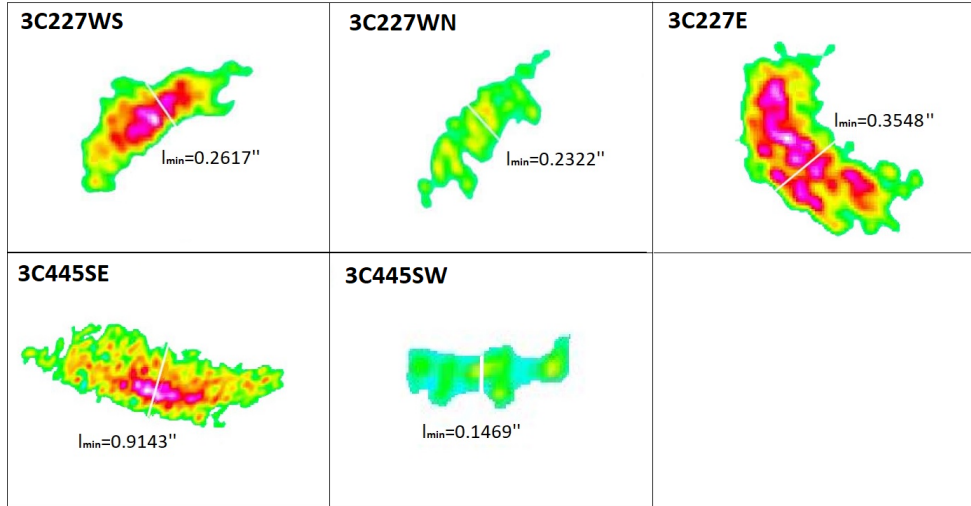 3C227WS
lmin=0.2617''
3C227WN
lmin=0.2322''
3C227E
lmin=0.3548''
3C445SE
lmin=0.9143''
3C445SW
lmin=0.1469''